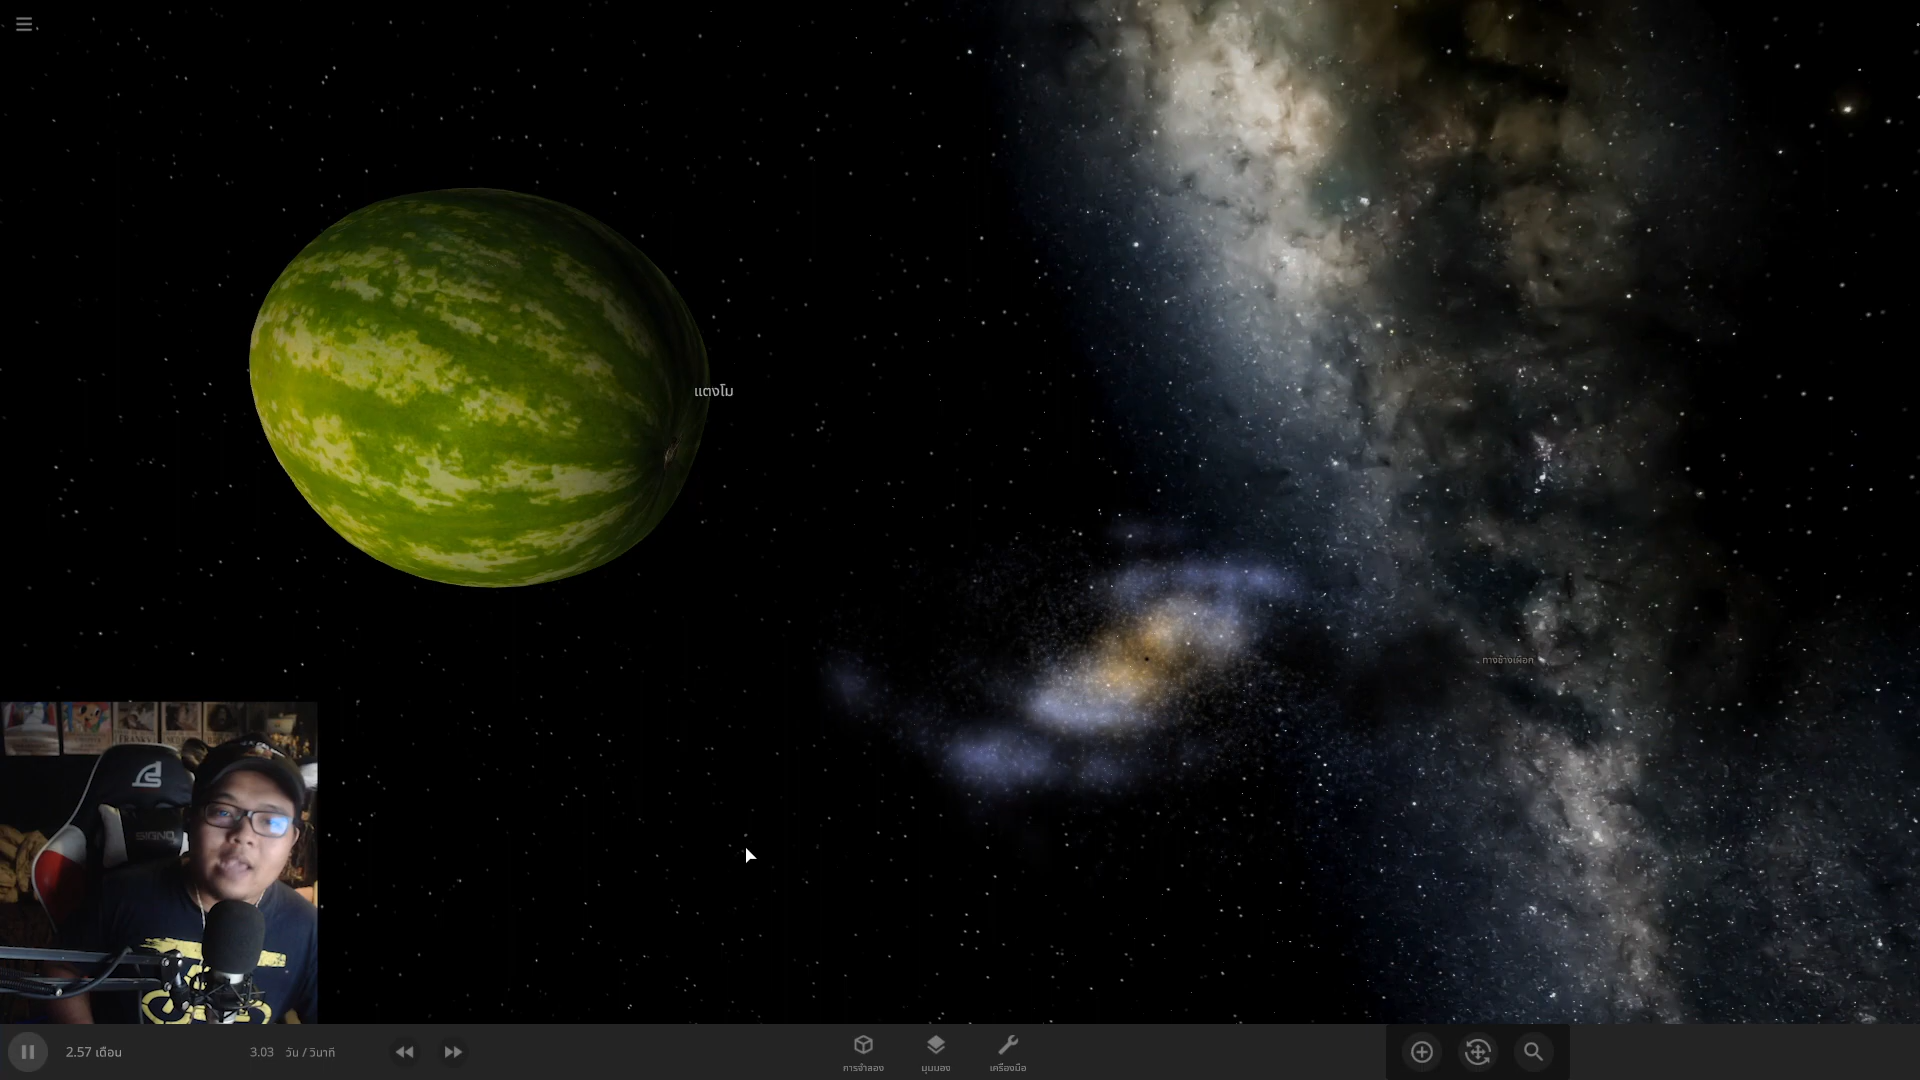 แตงโม
ทางช้างเผือก
FRANKY
SIGNO
2.57 เดือน
3.03 วัน / วินาที
การจำลอง
มุมมอง
เครื่องมือ